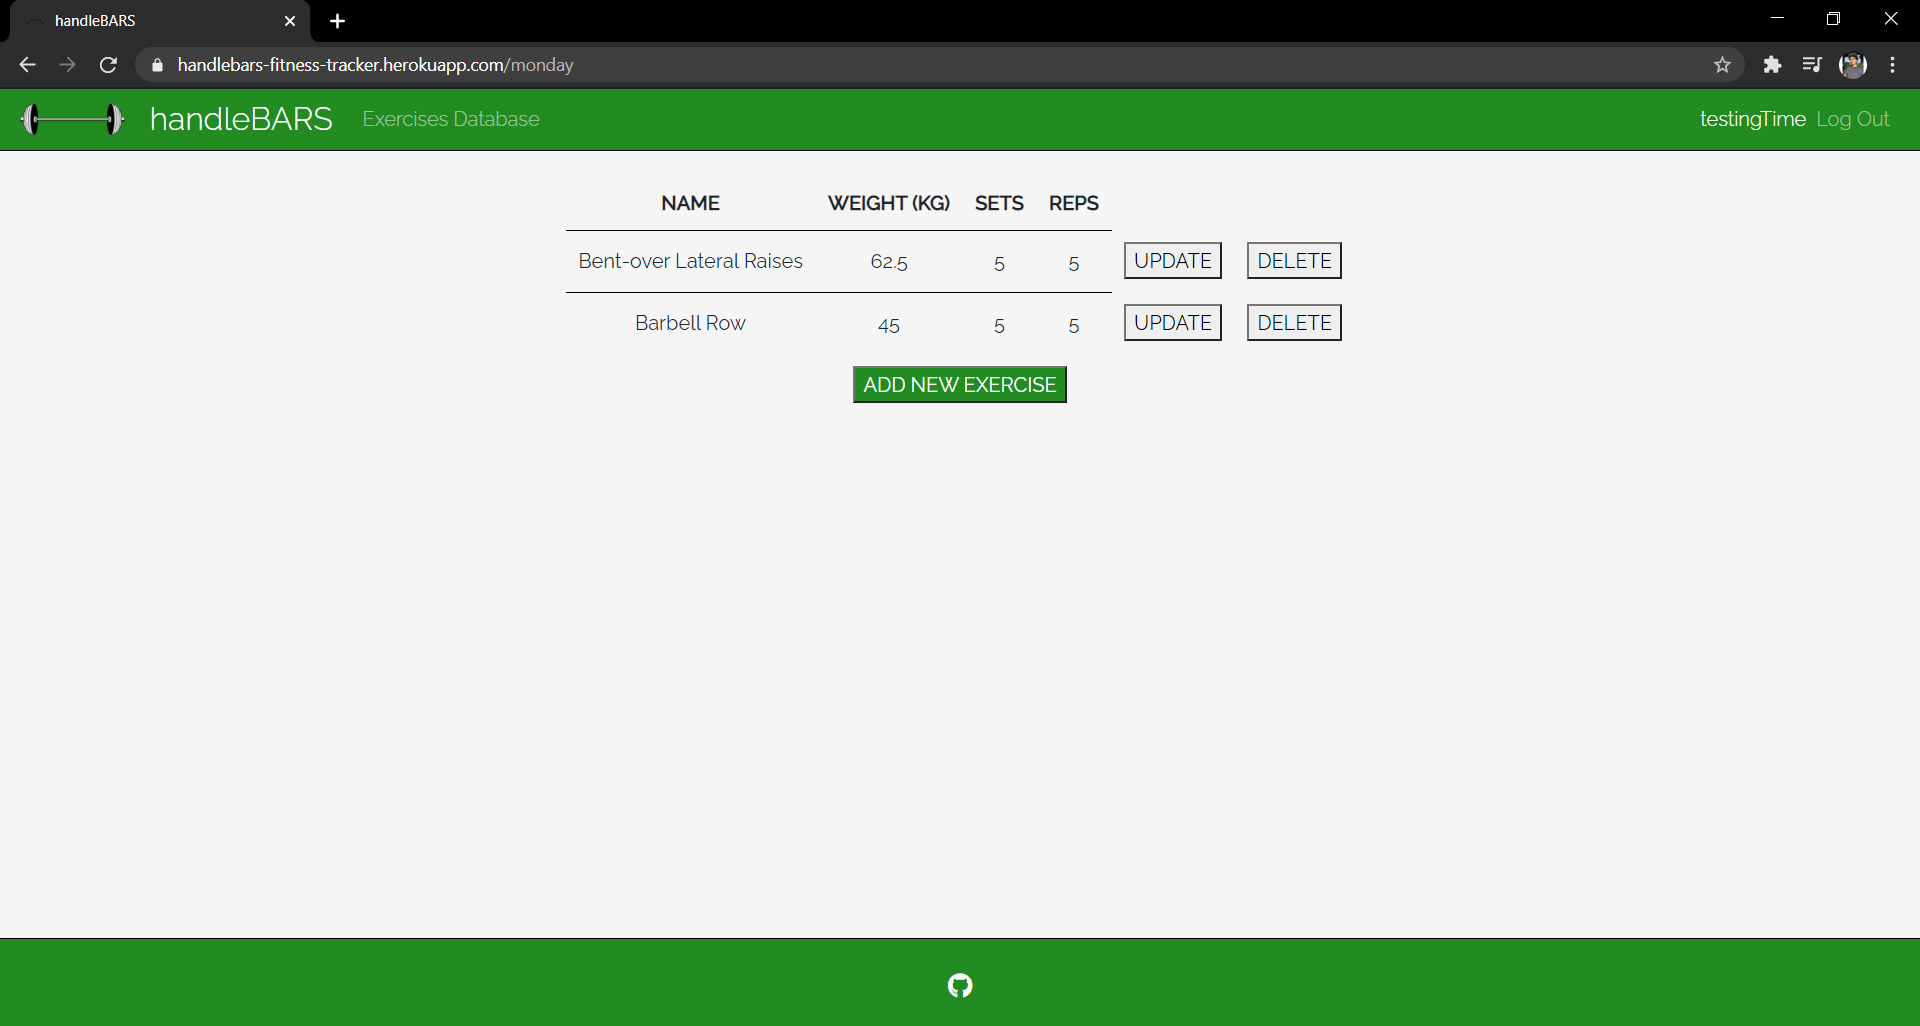 handleBARS
handlebars-fitness-tracker.herokuapp.com/monday
handleBARS Exercises Database testingTime Log Out
NAME WEIGHT (KG) SETS REPS
Bent-over Lateral Raises 62.5 5 5 UPDATE DELETE
Barbell Row 45 5 5 UPDATE DELETE
ADD NEW EXERCISE